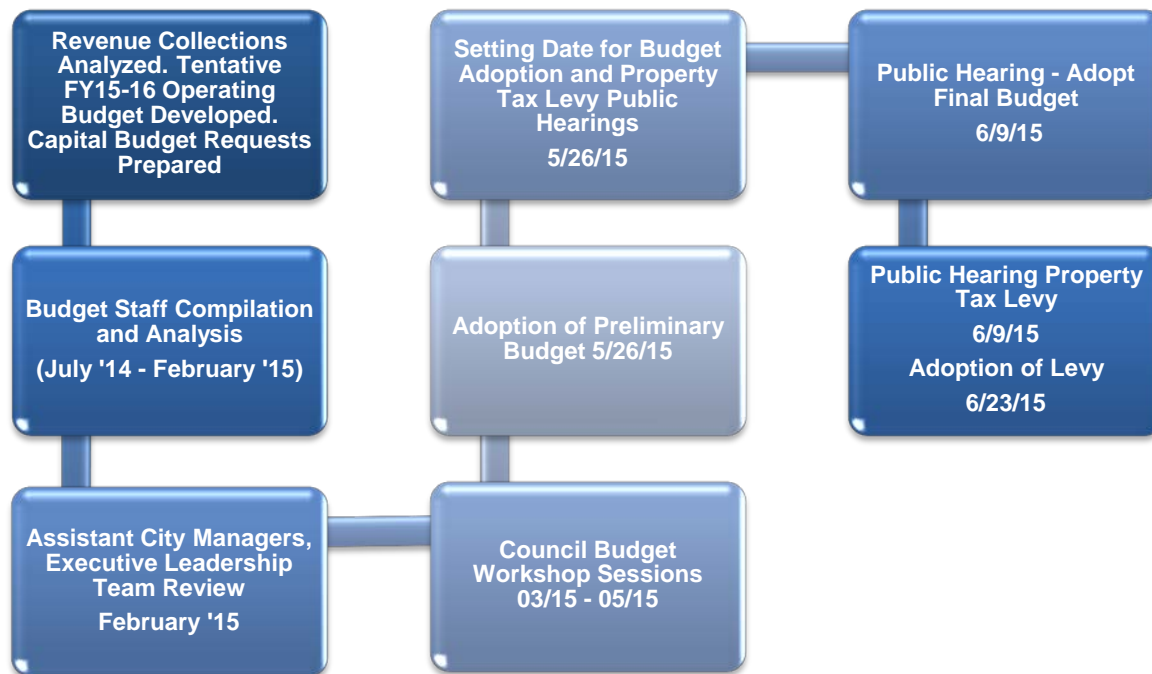 Revenue Collections
Analyzed. Tentative
FY15-16 Operating
Budget Developed.
Capital Budget Requests
Prepared
Budget Staff Compilation
and Analysis
(July '14 - February '15)
Assistant City Managers,
Executive Leadership
Team Review
February '15
Council Budget
Workshop Sessions
03/15 - 05/15
Adoption of Preliminary
Budget 5/26/15
Setting Date for Budget
Adoption and Property
Tax Levy Public
Hearings
5/26/15
Public Hearing - Adopt
Final Budget
6/9/15
Public Hearing Property
Tax Levy
6/9/15
Adoption of Levy
6/23/15